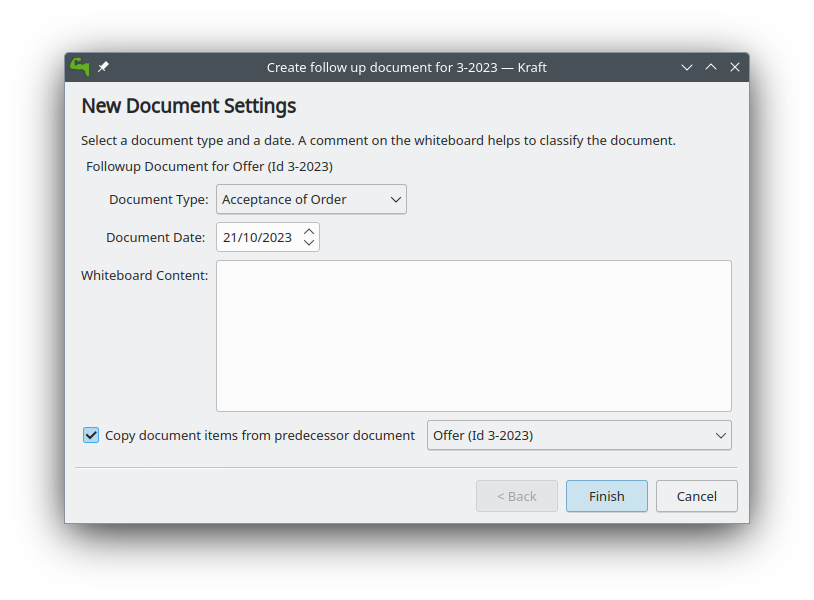 Create follow up document for 3-2023 — Kraft
New Document Settings
Select a document type and a date. A comment on the whiteboard helps to classify the document.
Followup Document for Offer (Id 3-2023)
Document Type: Acceptance of Order
Document Date: 21/10/2023
Whiteboard Content:
Copy document items from predecessor document Offer (Id 3-2023)
< Back Finish Cancel